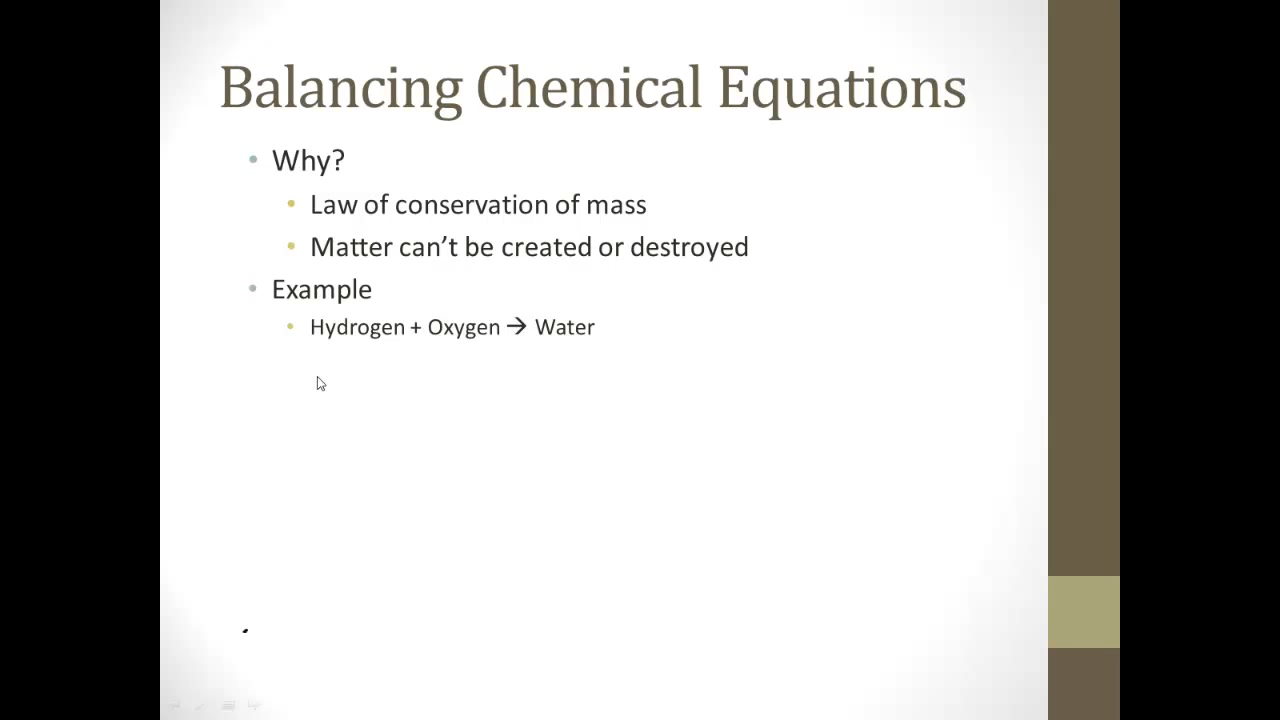 Balancing Chemical Equations
• Why?
• Law of conservation of mass
• Matter can’t be created or destroyed
• Example
• Hydrogen + Oxygen → Water